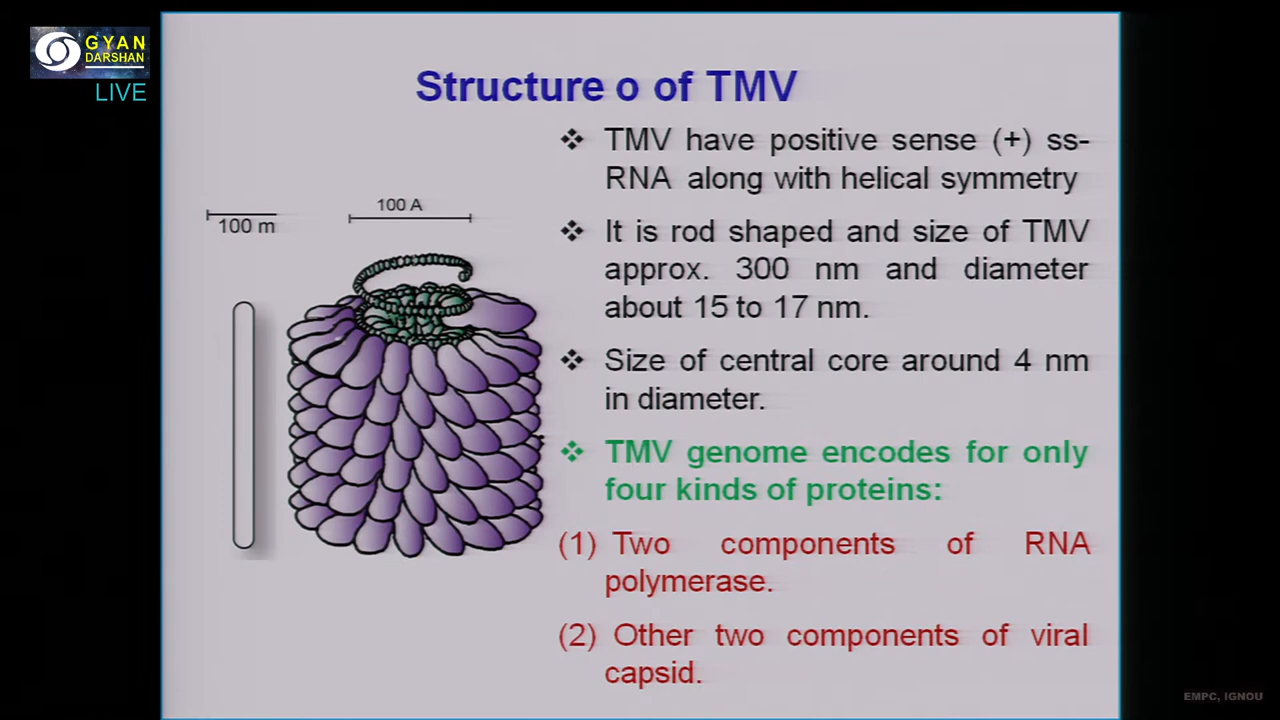 GYAN
DARSHAN
LIVE
Structure o of TMV
100 m
100 A
❖ TMV have positive sense (+) ss-
RNA along with helical symmetry
❖ It is rod shaped and size of TMV
approx. 300 nm and diameter
about 15 to 17 nm.
❖ Size of central core around 4 nm
in diameter.
❖ TMV genome encodes for only
four kinds of proteins:
(1) Two components of RNA
polymerase.
(2) Other two components of viral
capsid.
EMPC, IGNOU